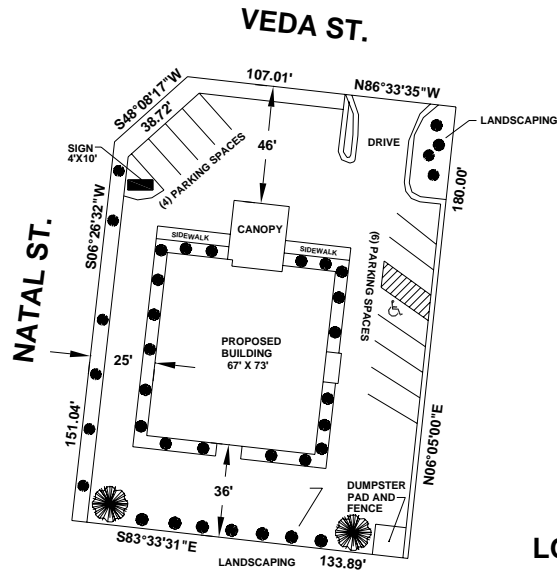 VEDA ST.
107.01'
N86°33'35"W
S48°08'17"W
38.72'
LANDSCAPING
SIGN
4'X10'
46'
DRIVE
(4) PARKING SPACES
180.00'
S06°26'32"W
CANOPY
SIDEWALK
SIDEWALK
(6) PARKING SPACES
NATAL ST.
PROPOSED
BUILDING
67' X 73'
25'
151.04'
N06°05'00"E
36'
DUMPSTER
PAD AND
FENCE
S83°33'31"E
LANDSCAPING
133.89'
LO